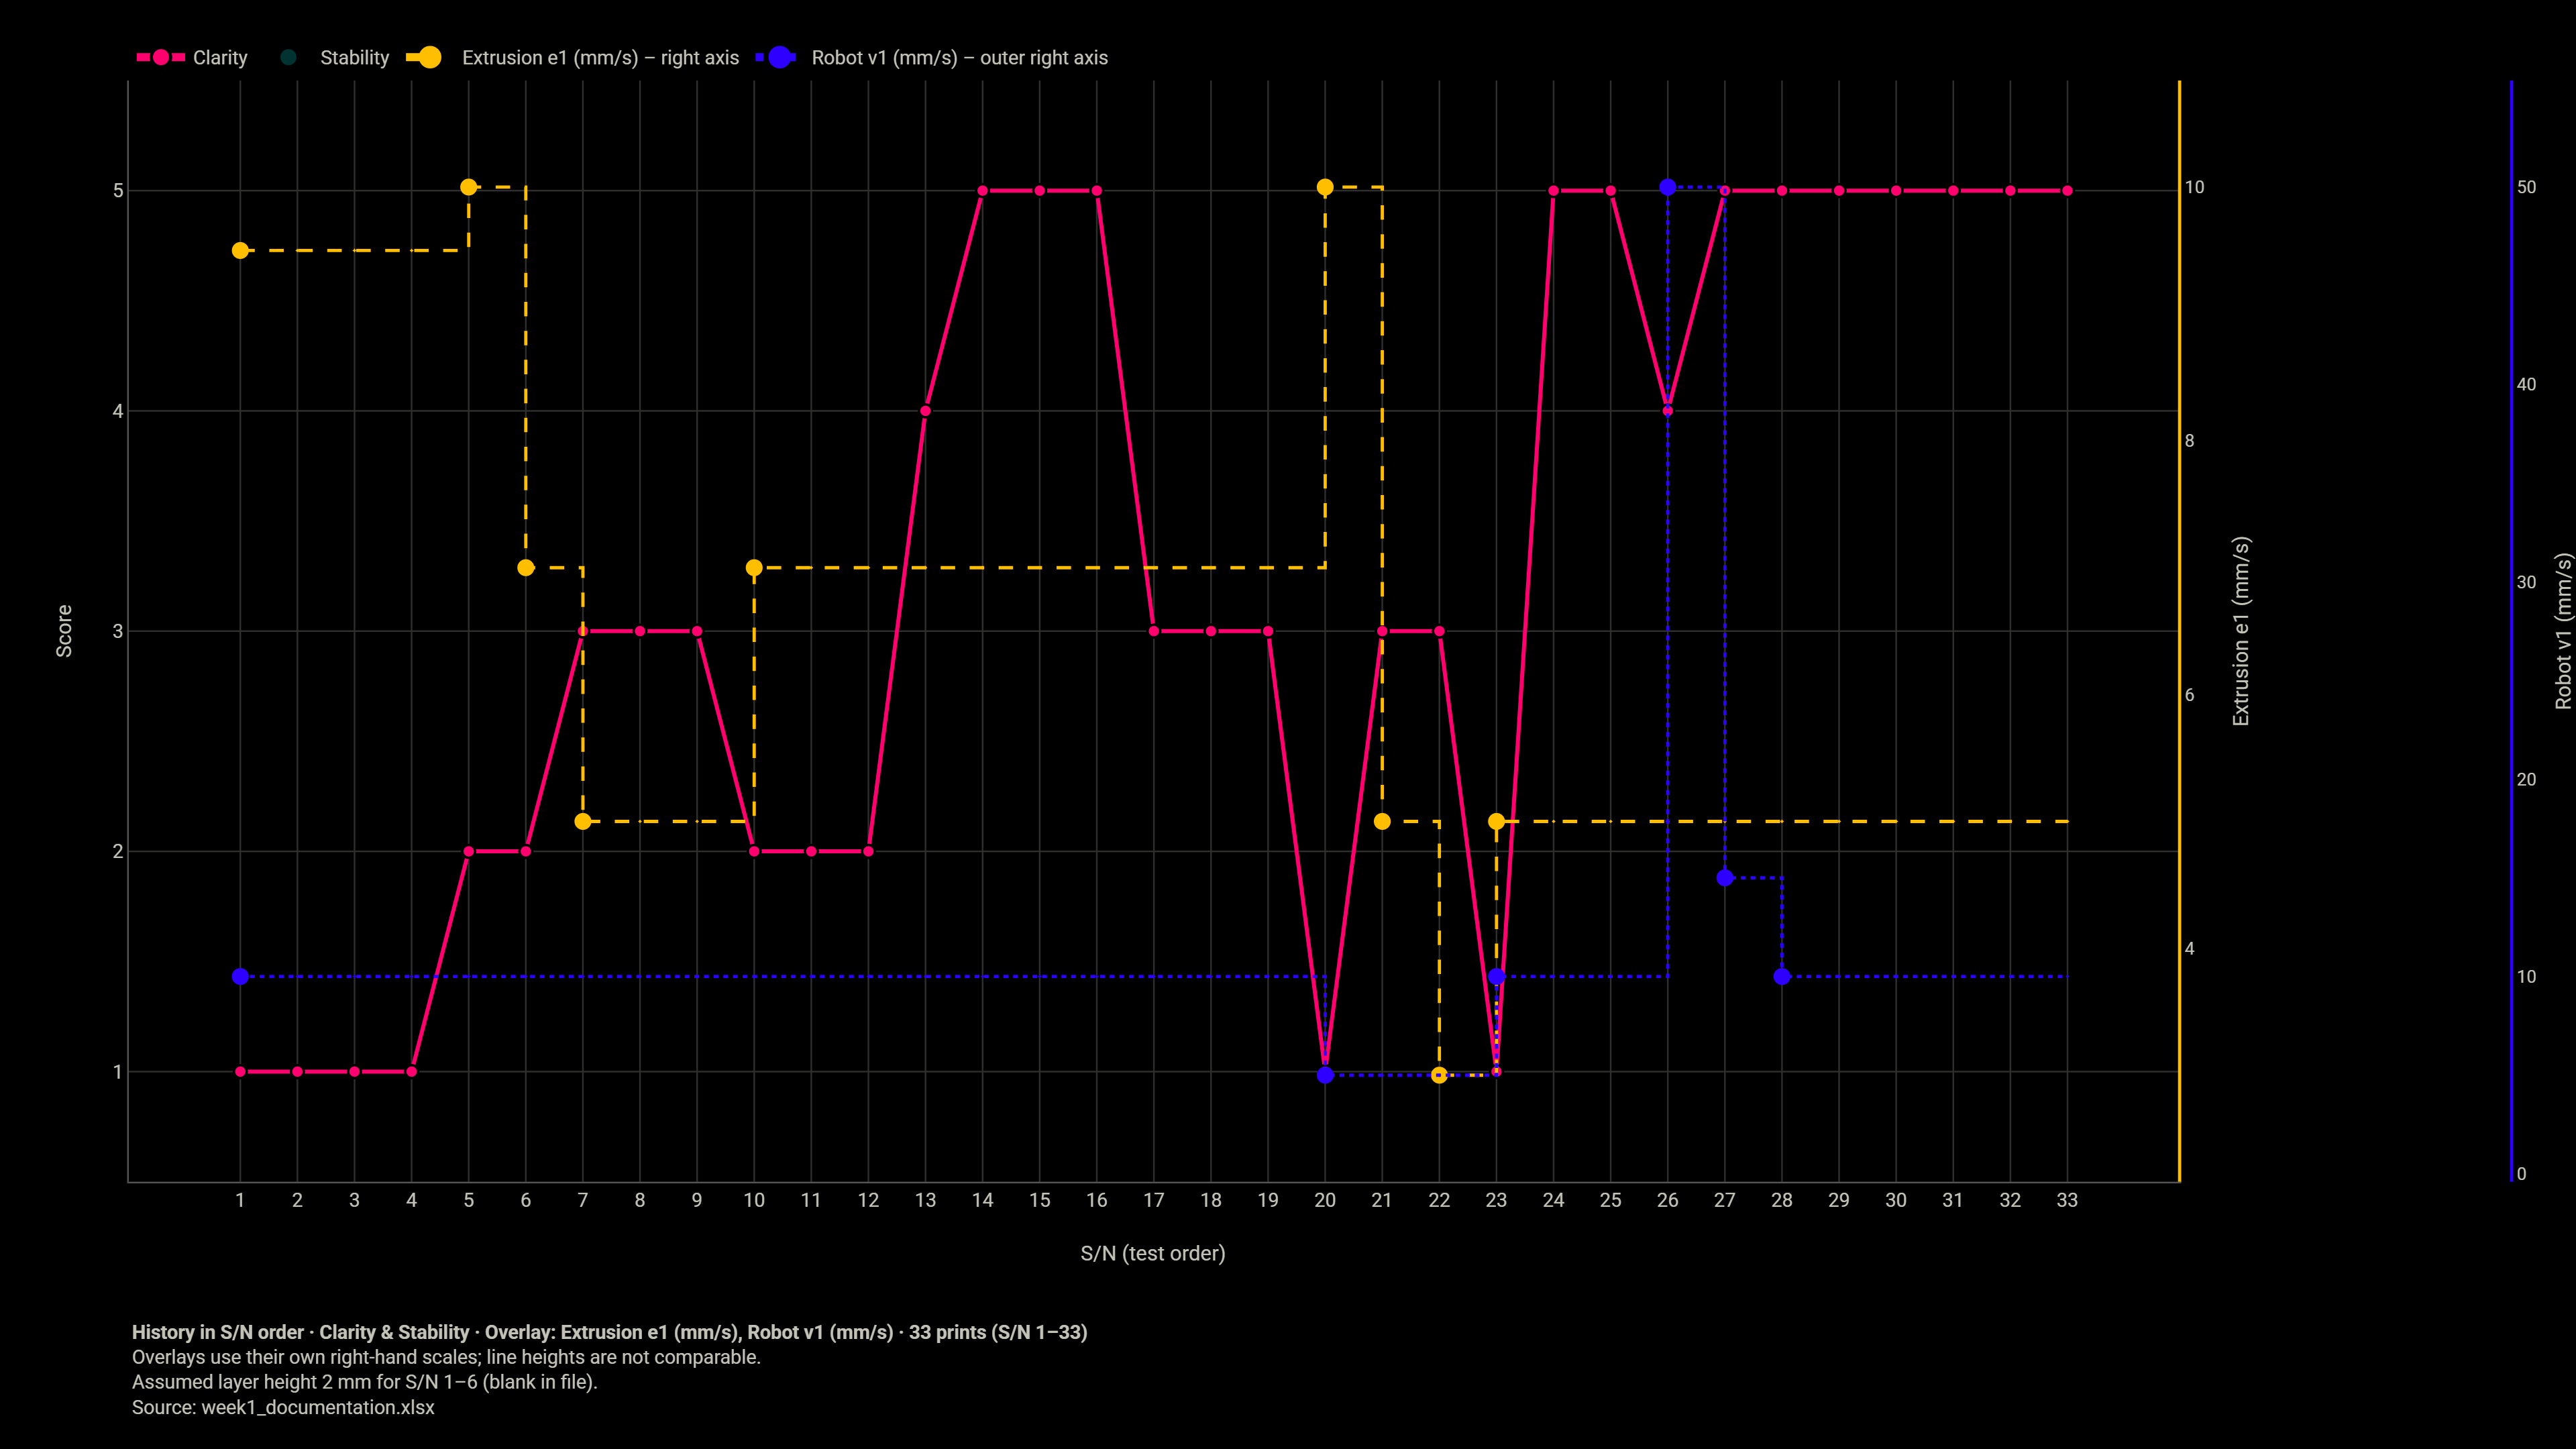 Clarity Stability Extrusion e1 (mm/s) – right axis Robot v1 (mm/s) – outer right axis
5
4
3
2
1
Score
10
8
6
4
Extrusion e1 (mm/s)
50
40
30
20
10
0
Robot v1 (mm/s)
1 2 3 4 5 6 7 8 9 10 11 12 13 14 15 16 17 18 19 20 21 22 23 24 25 26 27 28 29 30 31 32 33
S/N (test order)
History in S/N order · Clarity & Stability · Overlay: Extrusion e1 (mm/s), Robot v1 (mm/s) · 33 prints (S/N 1–33)
Overlays use their own right-hand scales; line heights are not comparable.
Assumed layer height 2 mm for S/N 1–6 (blank in file).
Source: week1_documentation.xlsx